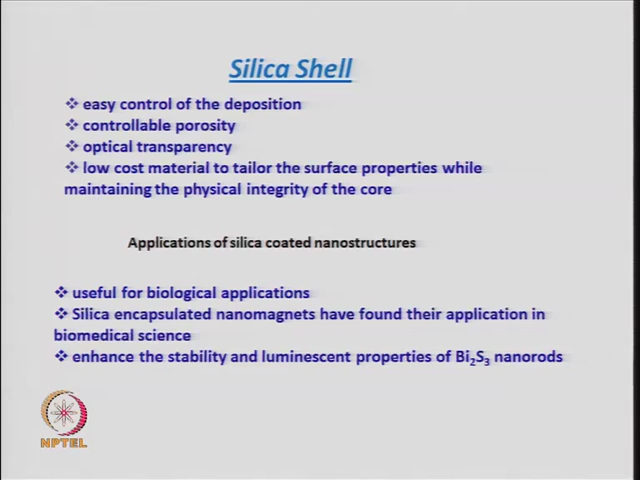 Silica Shell
❖ easy control of the deposition
❖ controllable porosity
❖ optical transparency
❖ low cost material to tailor the surface properties while
maintaining the physical integrity of the core
Applications of silica coated nanostructures
❖ useful for biological applications
❖ Silica encapsulated nanomagnets have found their application in
biomedical science
❖ enhance the stability and luminescent properties of Bi₂S₃ nanorods
NPTEL